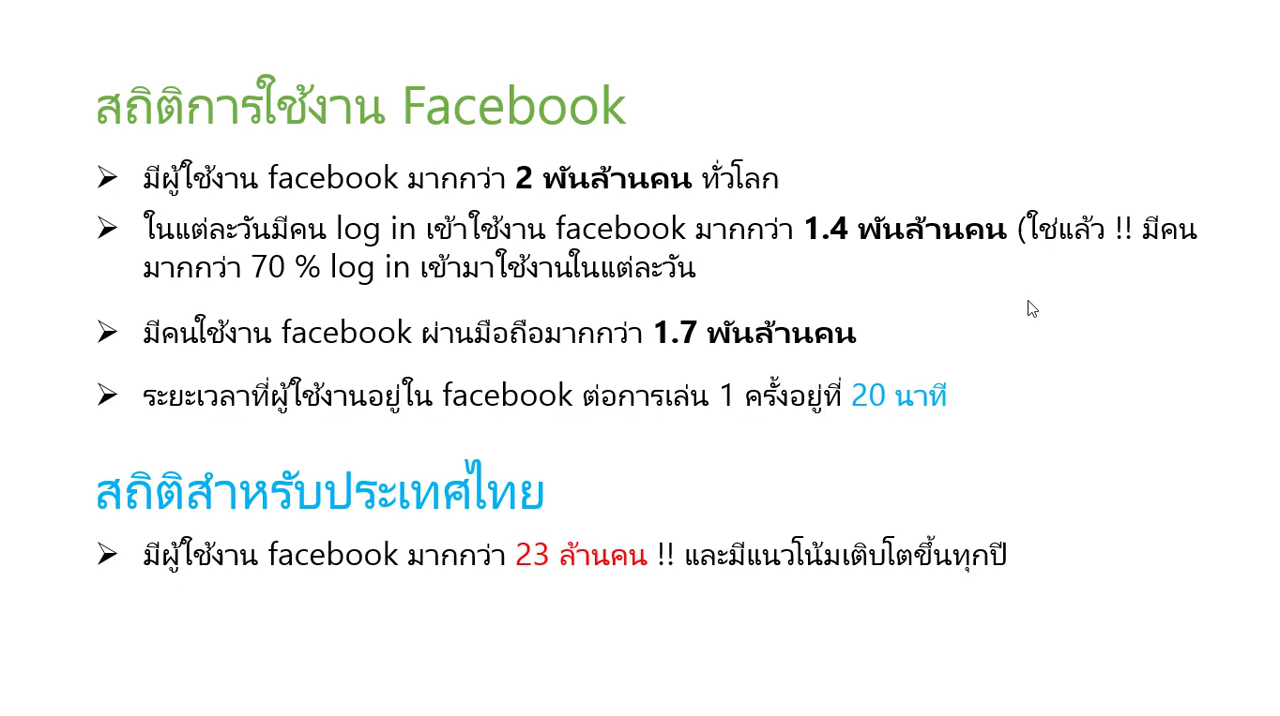 สถิติการใช้งาน Facebook
➢ มีผู้ใช้งาน facebook มากกว่า 2 พันล้านคน ทั่วโลก
➢ ในแต่ละวันมีคน log in เข้าใช้งาน facebook มากกว่า 1.4 พันล้านคน (ใช่แล้ว !! มีคน
มากกว่า 70 % log in เข้ามาใช้งานในแต่ละวัน
➢ มีคนใช้งาน facebook ผ่านมือถือมากกว่า 1.7 พันล้านคน
➢ ระยะเวลาที่ผู้ใช้งานอยู่ใน facebook ต่อการเล่น 1 ครั้งอยู่ที่ 20 นาที
สถิติสำหรับประเทศไทย
➢ มีผู้ใช้งาน facebook มากกว่า 23 ล้านคน !! และมีแนวโน้มเติบโตขึ้นทุกปี